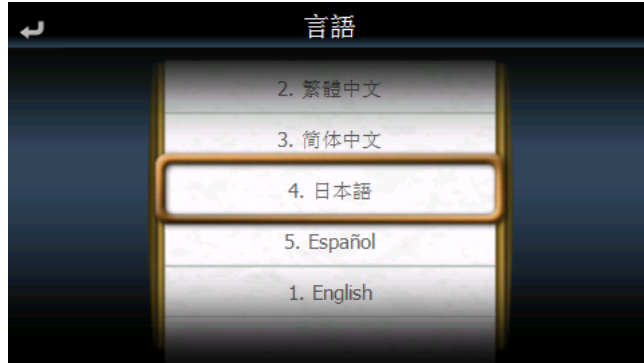 言語
2. 繁體中文
3. 简体中文
4. 日本語
5. Español
1. English